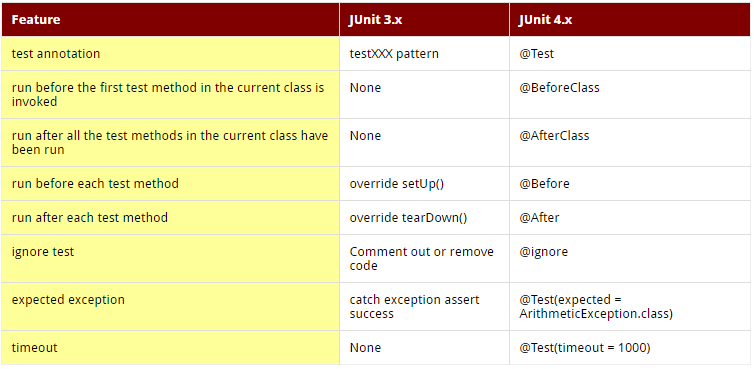 Feature JUnit 3.x JUnit 4.x
test annotation testXXX pattern @Test
run before the first test method in the current class is None @BeforeClass
invoked
run after all the test methods in the current class have None @AfterClass
been run
run before each test method override setUp() @Before
run after each test method override tearDown() @After
ignore test Comment out or remove @ignore
code
expected exception catch exception assert @Test(expected =
success ArithmeticException.class)
timeout None @Test(timeout = 1000)